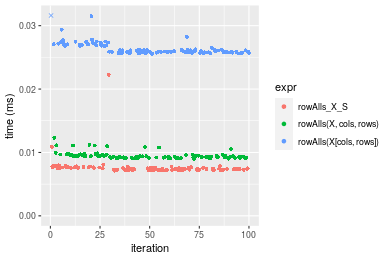 0.03
0.02
0.01
0.00
time (ms)
0
25
50
75
100
iteration
expr
rowAlls_X_S
rowAlls(X, cols, rows)
rowAlls(X[cols, rows])